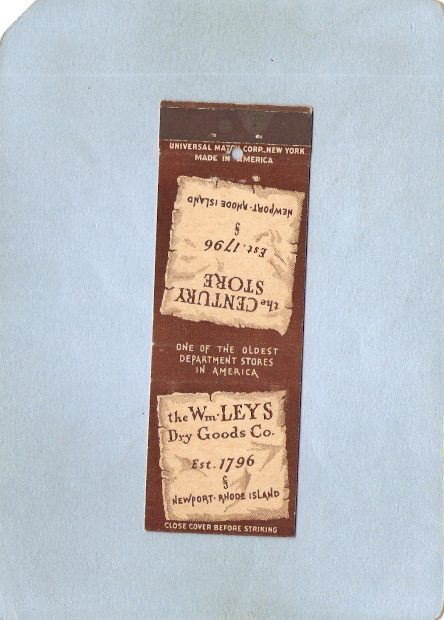 UNIVERSAL MATCH CORP., NEW YORK
MADE IN AMERICA
the CENTURY
STORE
Est. 1796
&
NEWPORT · RHODE ISLAND
ONE OF THE OLDEST
DEPARTMENT STORES
IN AMERICA
the Wm. LEYS
Dry Goods Co.
Est. 1796
&
NEWPORT · RHODE ISLAND
CLOSE COVER BEFORE STRIKING